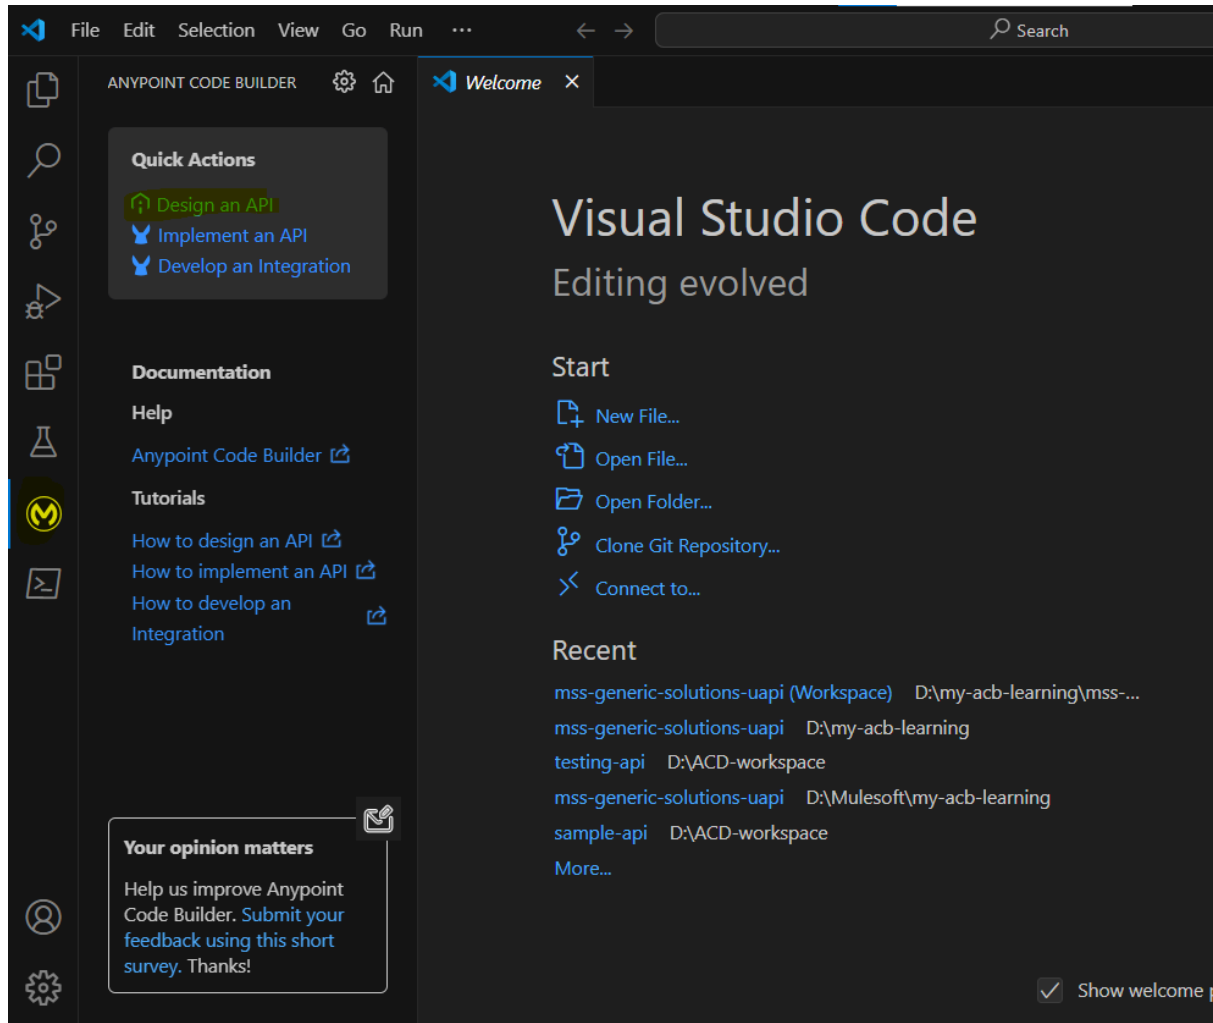 File Edit Selection View Go Run ···
Search
ANYPOINT CODE BUILDER
Welcome
Quick Actions
Design an API
Implement an API
Develop an Integration
Documentation
Help
Anypoint Code Builder
Tutorials
How to design an API
How to implement an API
How to develop an
Integration
Your opinion matters
Help us improve Anypoint
Code Builder. Submit your
feedback using this short
survey. Thanks!
Visual Studio Code
Editing evolved
Start
New File...
Open File...
Open Folder...
Clone Git Repository...
Connect to...
Recent
mss-generic-solutions-uapi (Workspace) D:\my-acb-learning\mss-...
mss-generic-solutions-uapi D:\my-acb-learning
testing-api D:\ACD-workspace
mss-generic-solutions-uapi D:\Mulesoft\my-acb-learning
sample-api D:\ACD-workspace
More...
Show welcome